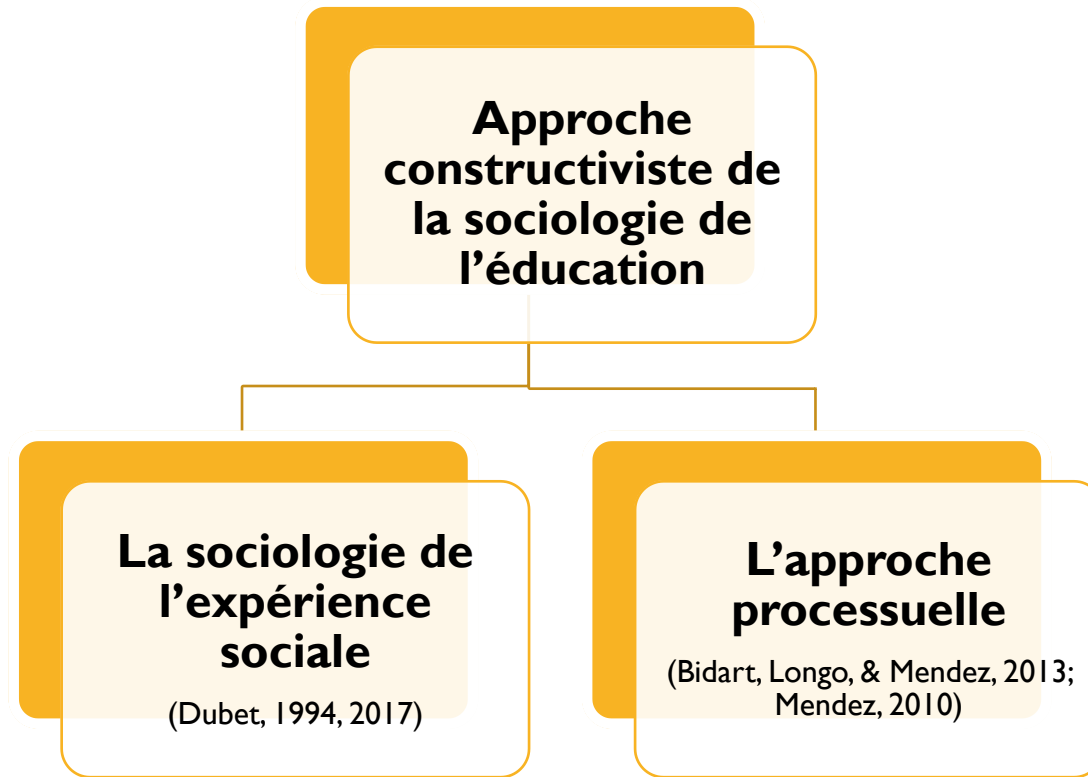 Approche
constructiviste de
la sociologie de
l’éducation
La sociologie de
l’expérience
sociale
(Dubet, 1994, 2017)
L’approche
processuelle
(Bidart, Longo, & Mendez, 2013;
Mendez, 2010)